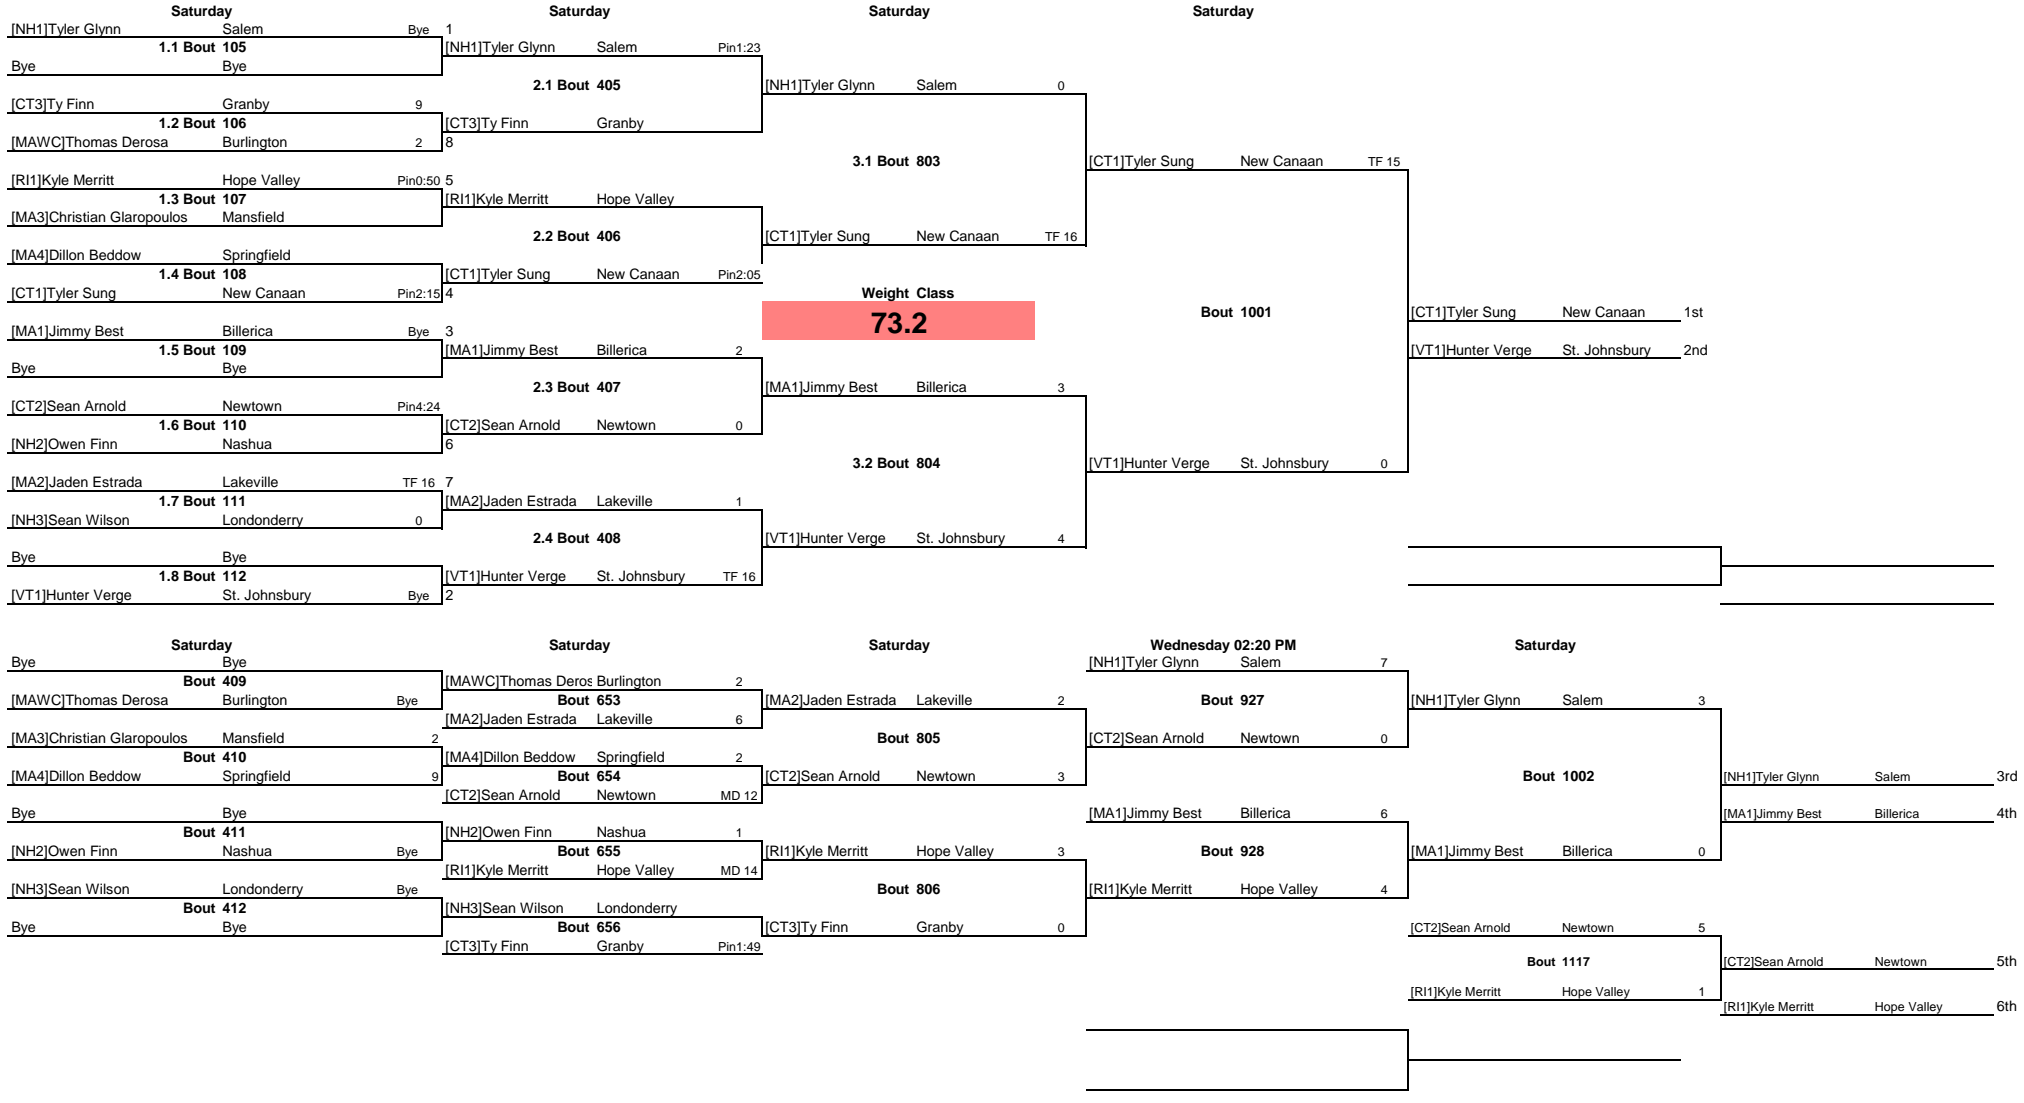 Saturday Saturday Saturday Saturday
[NH1]Tyler Glynn Salem Bye 1
1.1 Bout 105 [NH1]Tyler Glynn Salem Pin1:23
Bye Bye
2.1 Bout 405 [NH1]Tyler Glynn Salem 0
[CT3]Ty Finn Granby 9
1.2 Bout 106 [CT3]Ty Finn Granby
[MAWC]Thomas Derosa Burlington 2 8
3.1 Bout 803 [CT1]Tyler Sung New Canaan TF 15
[RI1]Kyle Merritt Hope Valley Pin0:50 5
1.3 Bout 107 [RI1]Kyle Merritt Hope Valley
[MA3]Christian Glaropoulos Mansfield
2.2 Bout 406 [CT1]Tyler Sung New Canaan TF 16
[MA4]Dillon Beddow Springfield
1.4 Bout 108 [CT1]Tyler Sung New Canaan Pin2:05
[CT1]Tyler Sung New Canaan Pin2:15 4 Weight Class
Bout 1001 [CT1]Tyler Sung New Canaan 1st
73.2
[MA1]Jimmy Best Billerica Bye 3
1.5 Bout 109 [MA1]Jimmy Best Billerica 2 [VT1]Hunter Verge St. Johnsbury 2nd
Bye Bye
2.3 Bout 407 [MA1]Jimmy Best Billerica 3
[CT2]Sean Arnold Newtown Pin4:24
1.6 Bout 110 [CT2]Sean Arnold Newtown 0
[NH2]Owen Finn Nashua 6
3.2 Bout 804 [VT1]Hunter Verge St. Johnsbury 0
[MA2]Jaden Estrada Lakeville TF 16 7
1.7 Bout 111 [MA2]Jaden Estrada Lakeville 1
[NH3]Sean Wilson Londonderry 0
2.4 Bout 408 [VT1]Hunter Verge St. Johnsbury 4
Bye Bye
1.8 Bout 112 [VT1]Hunter Verge St. Johnsbury TF 16
[VT1]Hunter Verge St. Johnsbury Bye 2
Saturday Saturday Saturday Wednesday 02:20 PM Saturday
Bye Bye [NH1]Tyler Glynn Salem 7
Bout 409 [MAWC]Thomas Deros Burlington 2
[MAWC]Thomas Derosa Burlington Bye Bout 653 [MA2]Jaden Estrada Lakeville 2 Bout 927 [NH1]Tyler Glynn Salem 3
[MA2]Jaden Estrada Lakeville 6
[MA3]Christian Glaropoulos Mansfield 2 Bout 805 [CT2]Sean Arnold Newtown 0
Bout 410 [MA4]Dillon Beddow Springfield 2
[MA4]Dillon Beddow Springfield 9 Bout 654 [CT2]Sean Arnold Newtown 3 Bout 1002 [NH1]Tyler Glynn Salem 3rd
[CT2]Sean Arnold Newtown MD 12
Bye Bye [MA1]Jimmy Best Billerica 6 [MA1]Jimmy Best Billerica 4th
Bout 411 [NH2]Owen Finn Nashua 1
[NH2]Owen Finn Nashua Bye Bout 655 [RI1]Kyle Merritt Hope Valley 3 Bout 928 [MA1]Jimmy Best Billerica 0
[RI1]Kyle Merritt Hope Valley MD 14
[NH3]Sean Wilson Londonderry Bye Bout 806 [RI1]Kyle Merritt Hope Valley 4
Bout 412 [NH3]Sean Wilson Londonderry
Bye Bye Bout 656 [CT3]Ty Finn Granby 0 [CT2]Sean Arnold Newtown 5
[CT3]Ty Finn Granby Pin1:49
Bout 1117 [CT2]Sean Arnold Newtown 5th
[RI1]Kyle Merritt Hope Valley 1
[RI1]Kyle Merritt Hope Valley 6th